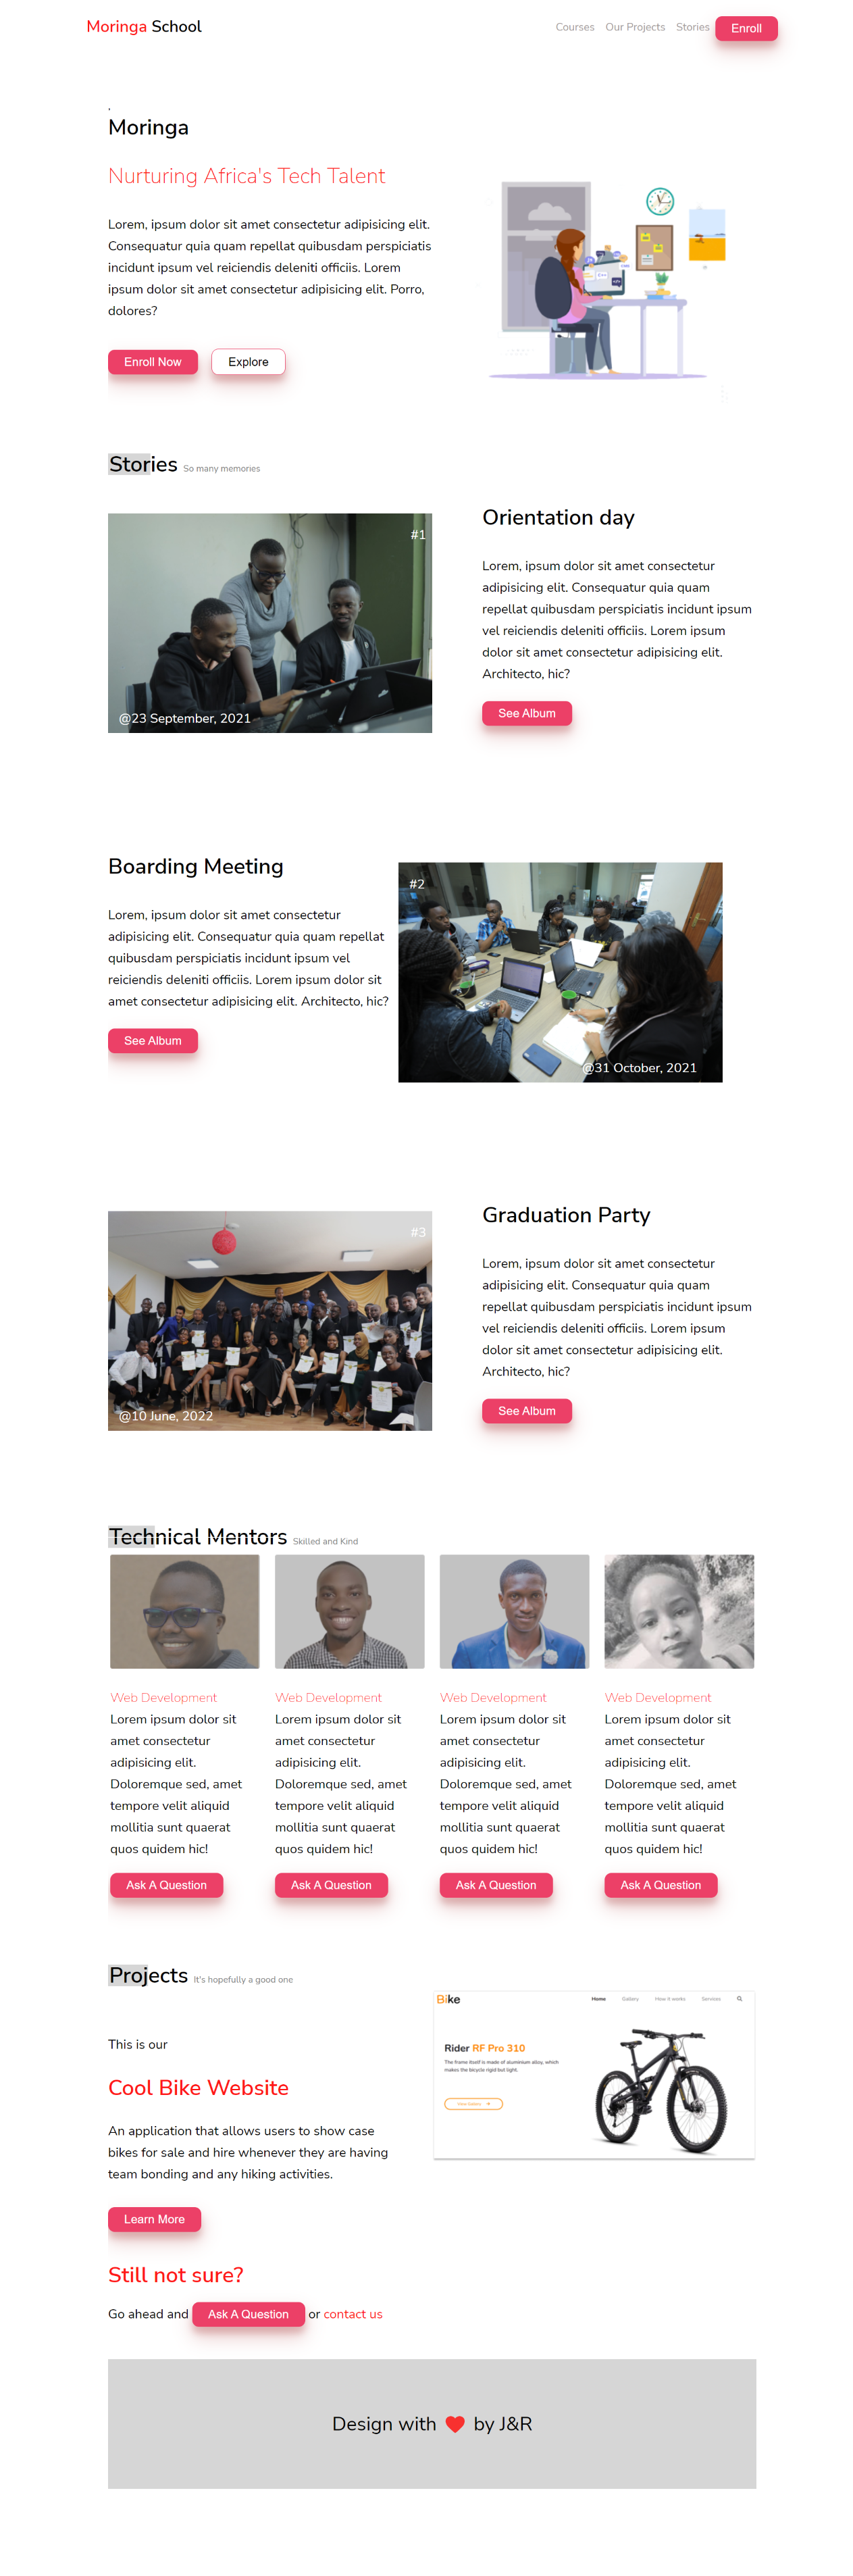 Moringa School
Courses Our Projects Stories Enroll
.
Moringa
Nurturing Africa's Tech Talent
Lorem, ipsum dolor sit amet consectetur adipisicing elit.
Consequatur quia quam repellat quibusdam perspiciatis
incidunt ipsum vel reiciendis deleniti officiis. Lorem
ipsum dolor sit amet consectetur adipisicing elit. Porro,
dolores?
Enroll Now Explore
Stories So many memories
#1
@23 September, 2021
Orientation day
Lorem, ipsum dolor sit amet consectetur
adipisicing elit. Consequatur quia quam
repellat quibusdam perspiciatis incidunt ipsum
vel reiciendis deleniti officiis. Lorem ipsum
dolor sit amet consectetur adipisicing elit.
Architecto, hic?
See Album
Boarding Meeting
Lorem, ipsum dolor sit amet consectetur
adipisicing elit. Consequatur quia quam repellat
quibusdam perspiciatis incidunt ipsum vel
reiciendis deleniti officiis. Lorem ipsum dolor sit
amet consectetur adipisicing elit. Architecto, hic?
See Album
#2
@31 October, 2021
#3
@10 June, 2022
Graduation Party
Lorem, ipsum dolor sit amet consectetur
adipisicing elit. Consequatur quia quam
repellat quibusdam perspiciatis incidunt ipsum
vel reiciendis deleniti officiis. Lorem ipsum
dolor sit amet consectetur adipisicing elit.
Architecto, hic?
See Album
Technical Mentors Skilled and Kind
Web Development
Lorem ipsum dolor sit
amet consectetur
adipisicing elit.
Doloremque sed, amet
tempore velit aliquid
mollitia sunt quaerat
quos quidem hic!
Ask A Question
Web Development
Lorem ipsum dolor sit
amet consectetur
adipisicing elit.
Doloremque sed, amet
tempore velit aliquid
mollitia sunt quaerat
quos quidem hic!
Ask A Question
Web Development
Lorem ipsum dolor sit
amet consectetur
adipisicing elit.
Doloremque sed, amet
tempore velit aliquid
mollitia sunt quaerat
quos quidem hic!
Ask A Question
Web Development
Lorem ipsum dolor sit
amet consectetur
adipisicing elit.
Doloremque sed, amet
tempore velit aliquid
mollitia sunt quaerat
quos quidem hic!
Ask A Question
Projects It's hopefully a good one
This is our
Cool Bike Website
An application that allows users to show case
bikes for sale and hire whenever they are having
team bonding and any hiking activities.
Learn More
Bike
Home Gallery How it works Services
Rider RF Pro 310
The frame itself is made of aluminium alloy, which
makes the bicycle rigid but light.
View Gallery
Still not sure?
Go ahead and Ask A Question or contact us
Design with ❤ by J&R